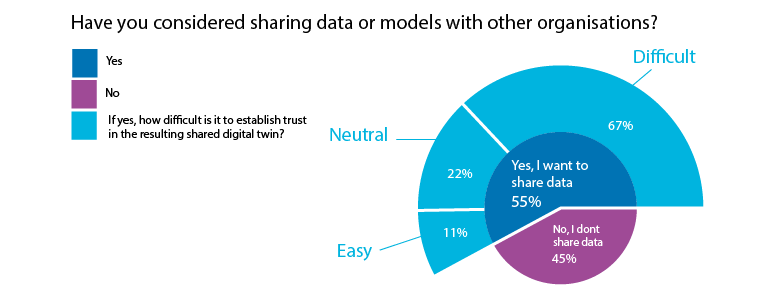 Have you considered sharing data or models with other organisations?
Yes
No
If yes, how difficult is it to establish trust
in the resulting shared digital twin?
Difficult
67%
Neutral
22%
Yes, I want to
share data
55%
11%
Easy
No, I dont
share data
45%